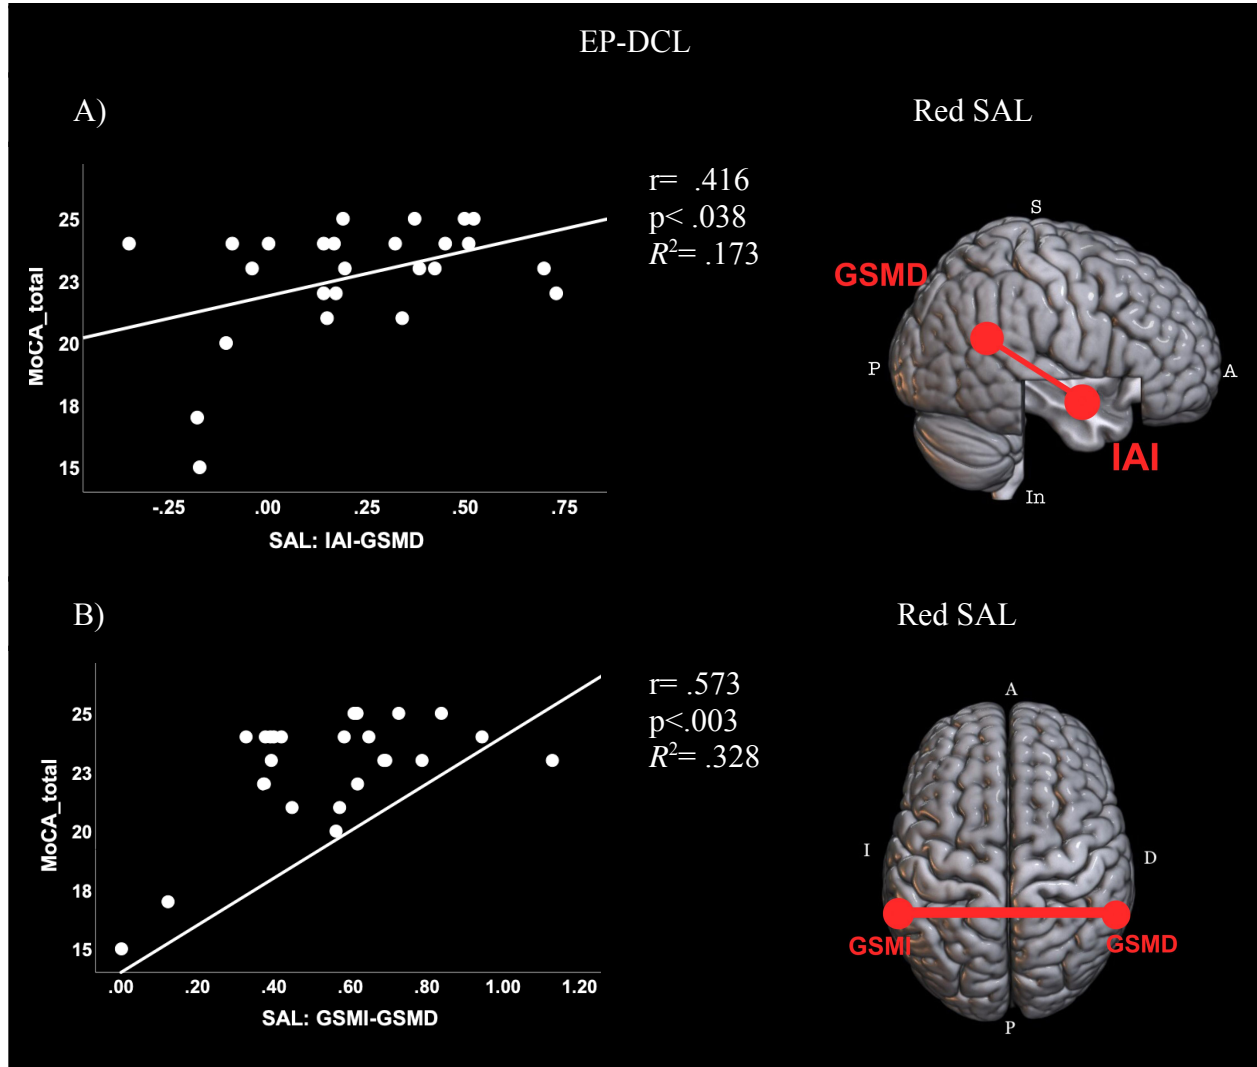 EP-DCL
A)
Red SAL
r= .416
p< .038
R²= .173
MoCA_total
25
23
20
18
15
-.25 .00 .25 .50 .75
SAL: IAI-GSMD
S
GSMD
P
A
IAI
In
B)
Red SAL
r= .573
p<.003
R²= .328
MoCA_total
25
23
20
18
15
.00 .20 .40 .60 .80 1.00 1.20
SAL: GSMI-GSMD
A
I
D
GSMI
GSMD
P